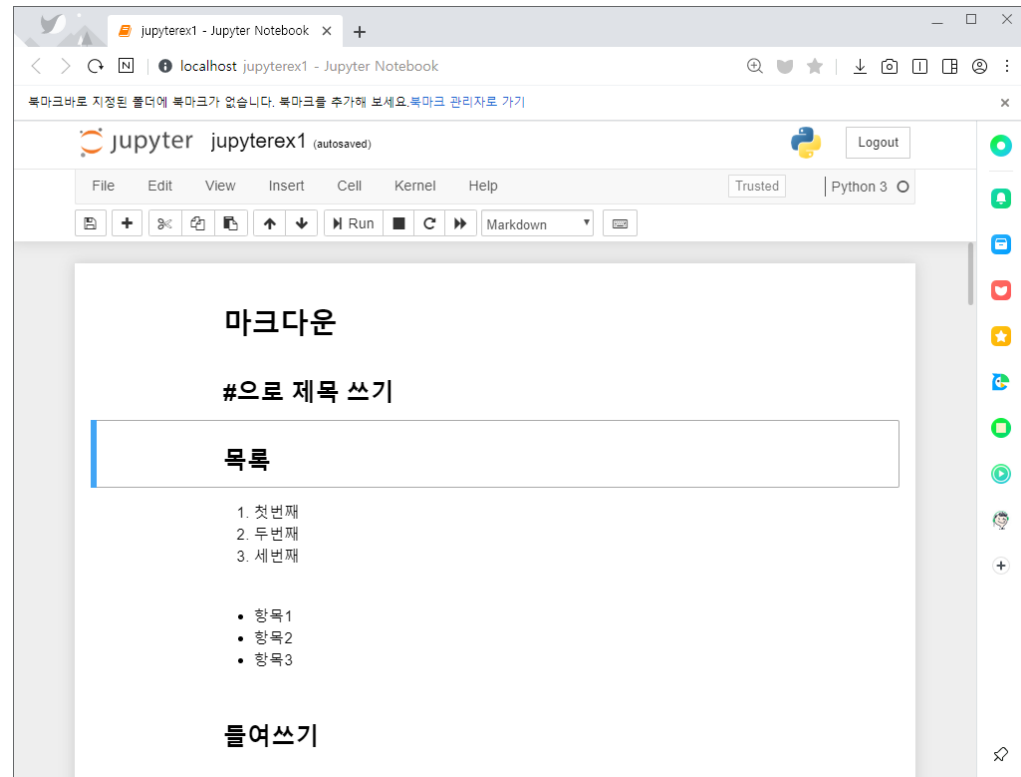 jupyterex1 - Jupyter Notebook
N localhost jupyterex1 - Jupyter Notebook
북마크바로 지정된 폴더에 북마크가 없습니다. 북마크를 추가해 보세요.북마크 관리자로 가기
jupyter jupyterex1 (autosaved) Logout
File Edit View Insert Cell Kernel Help Trusted Python 3
Run Markdown
마크다운
#으로 제목 쓰기
목록
1. 첫번째
2. 두번째
3. 세번째
• 항목1
• 항목2
• 항목3
들여쓰기